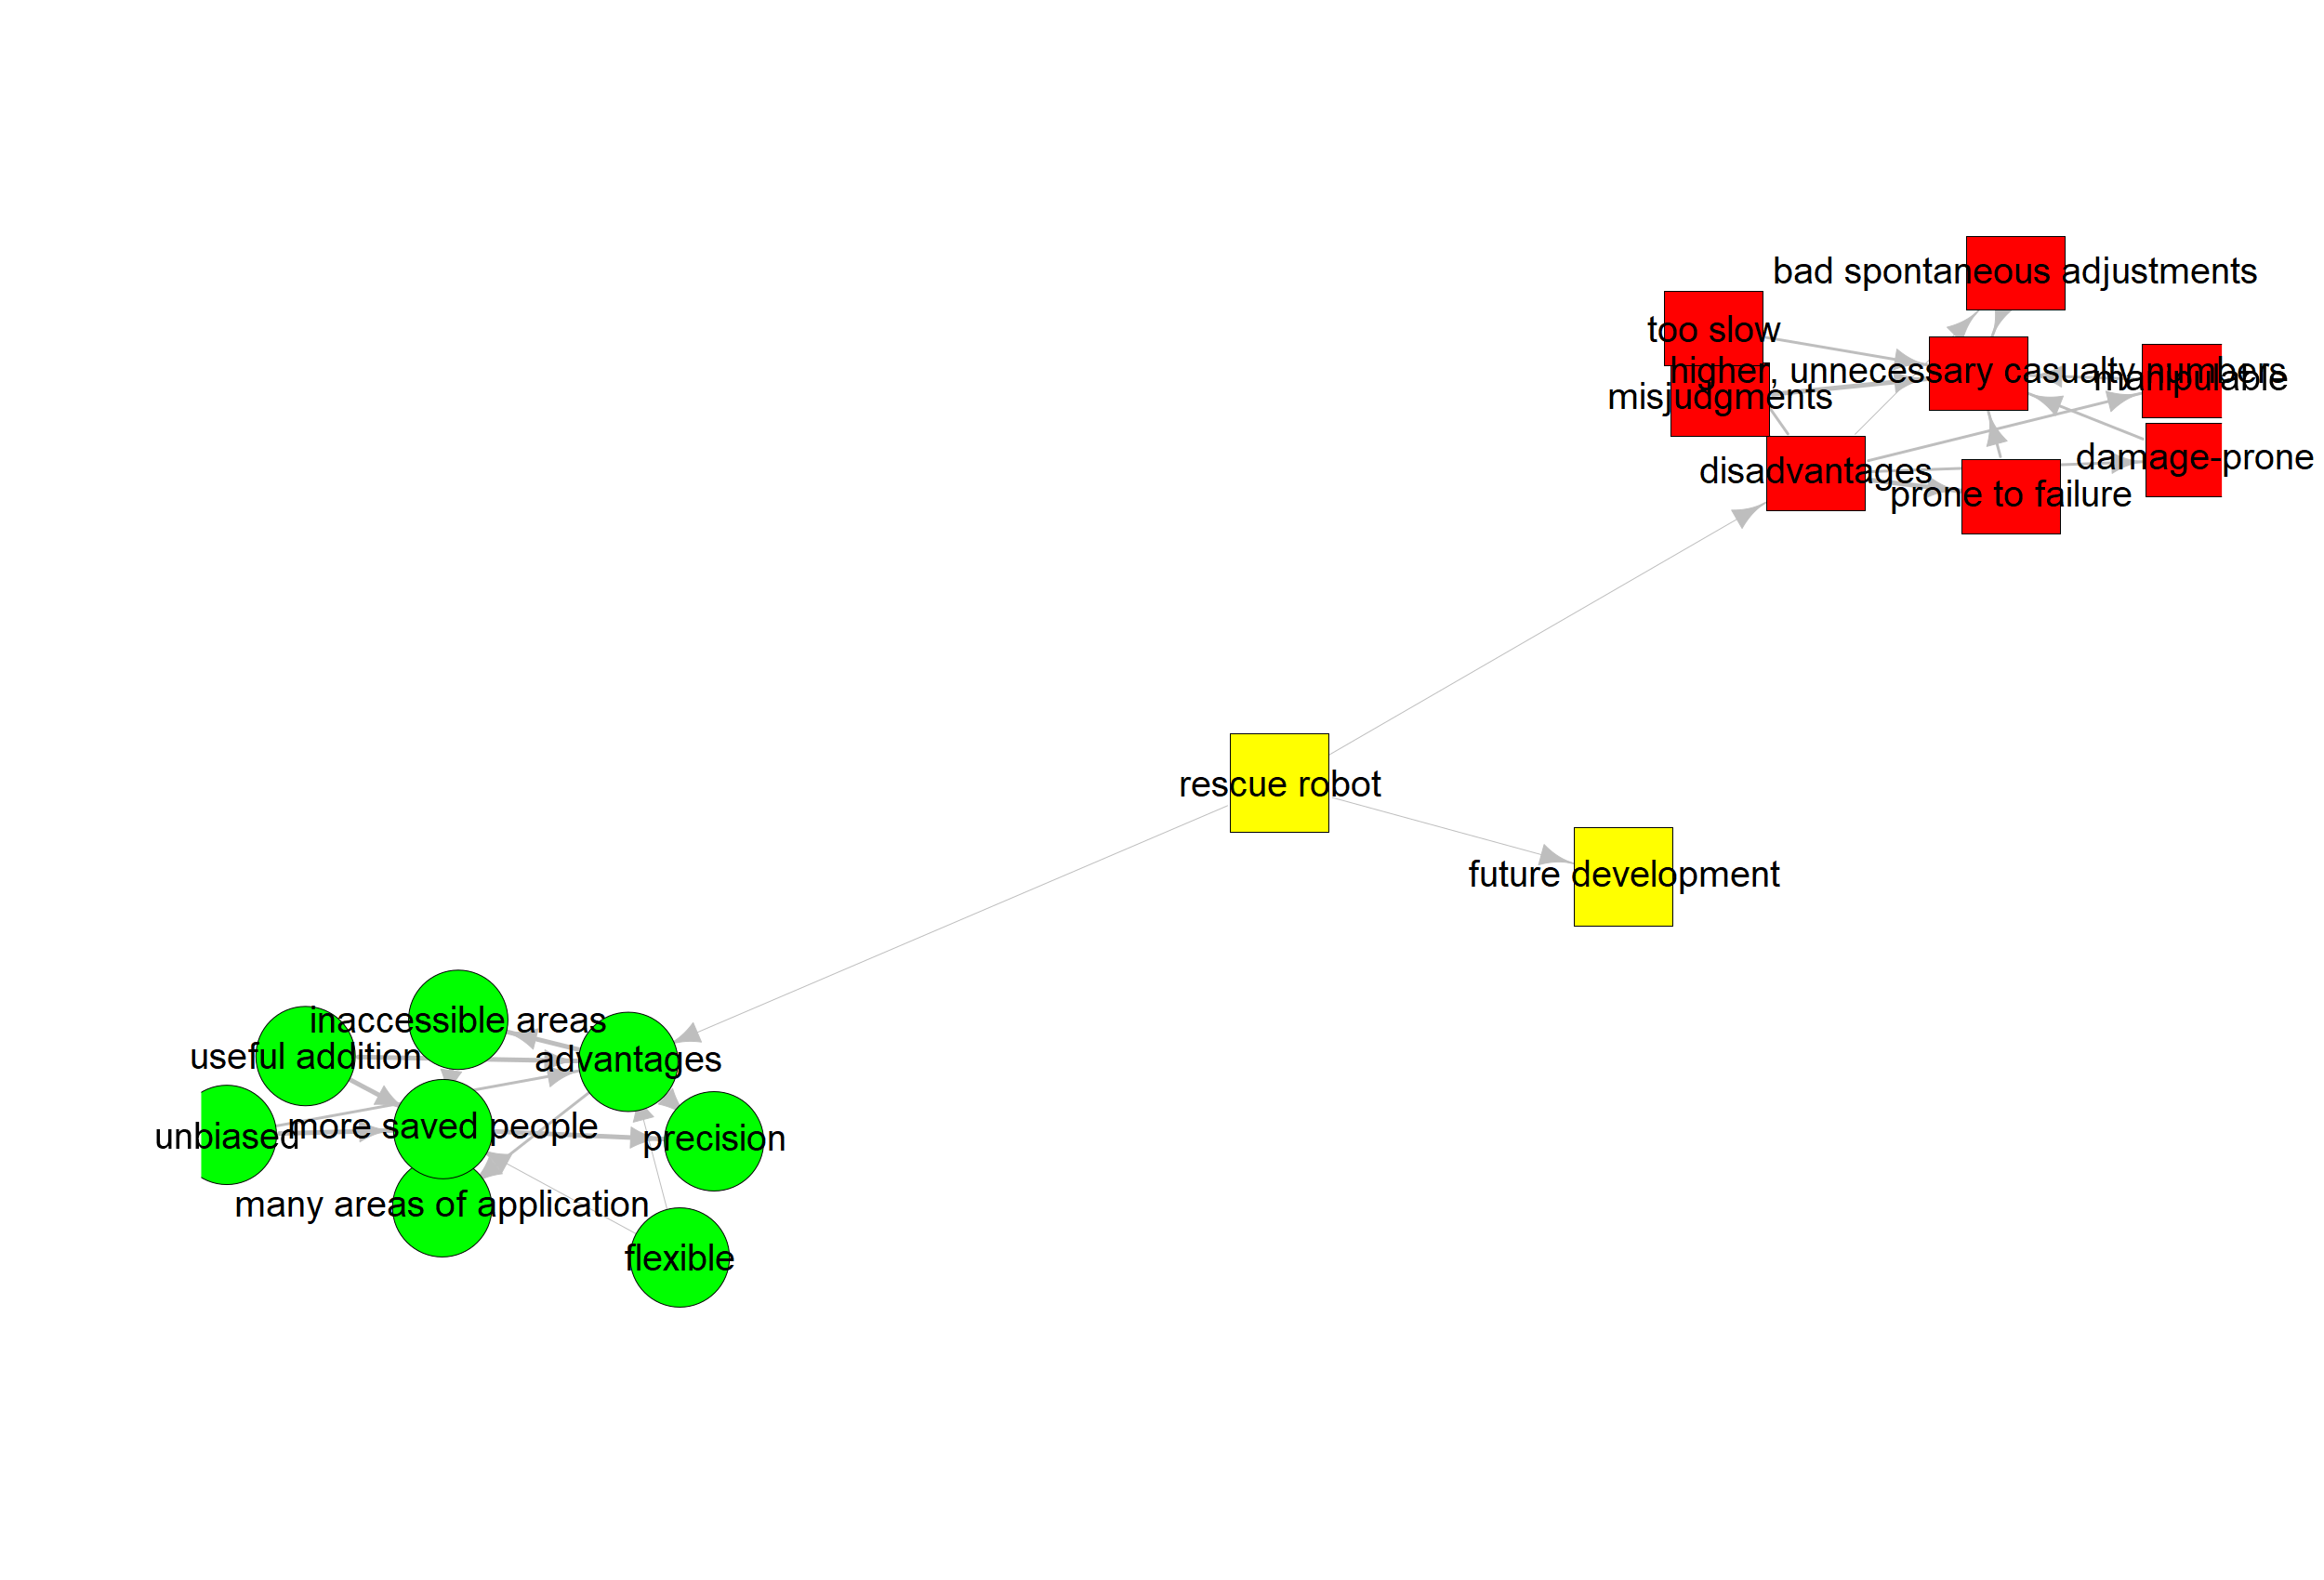 bad spontaneous adjustments
too slow
higher, unnecessary casualty numbers
manipulable
misjudgments
damage-prone
disadvantages
prone to failure
rescue robot
future development
inaccessible areas
useful addition
advantages
more saved people
unbiased
precision
many areas of application
flexible